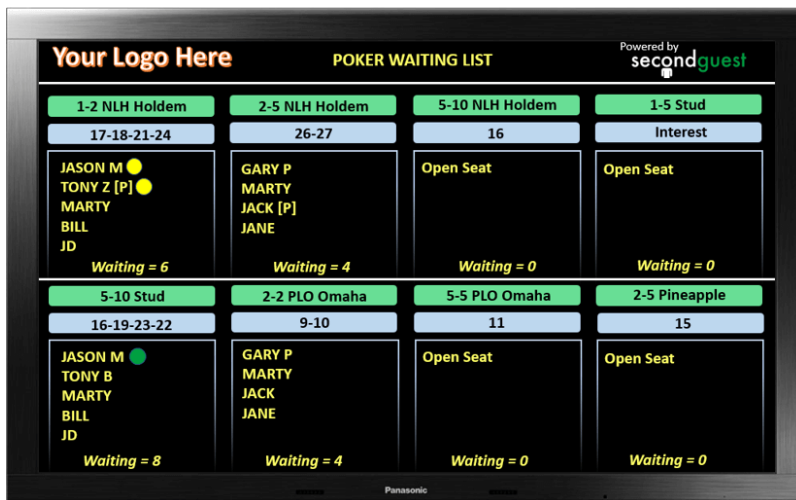 Your Logo Here
POKER WAITING LIST
Powered by
secondguest
1-2 NLH Holdem
17-18-21-24
JASON M
TONY Z [P]
MARTY
BILL
JD
Waiting = 6
2-5 NLH Holdem
26-27
GARY P
MARTY
JACK [P]
JANE
Waiting = 4
5-10 NLH Holdem
16
Open Seat
Waiting = 0
1-5 Stud
Interest
Open Seat
Waiting = 0
5-10 Stud
16-19-23-22
JASON M
TONY B
MARTY
BILL
JD
Waiting = 8
2-2 PLO Omaha
9-10
GARY P
MARTY
JACK
JANE
Waiting = 4
5-5 PLO Omaha
11
Open Seat
Waiting = 0
2-5 Pineapple
15
Open Seat
Waiting = 0
Panasonic